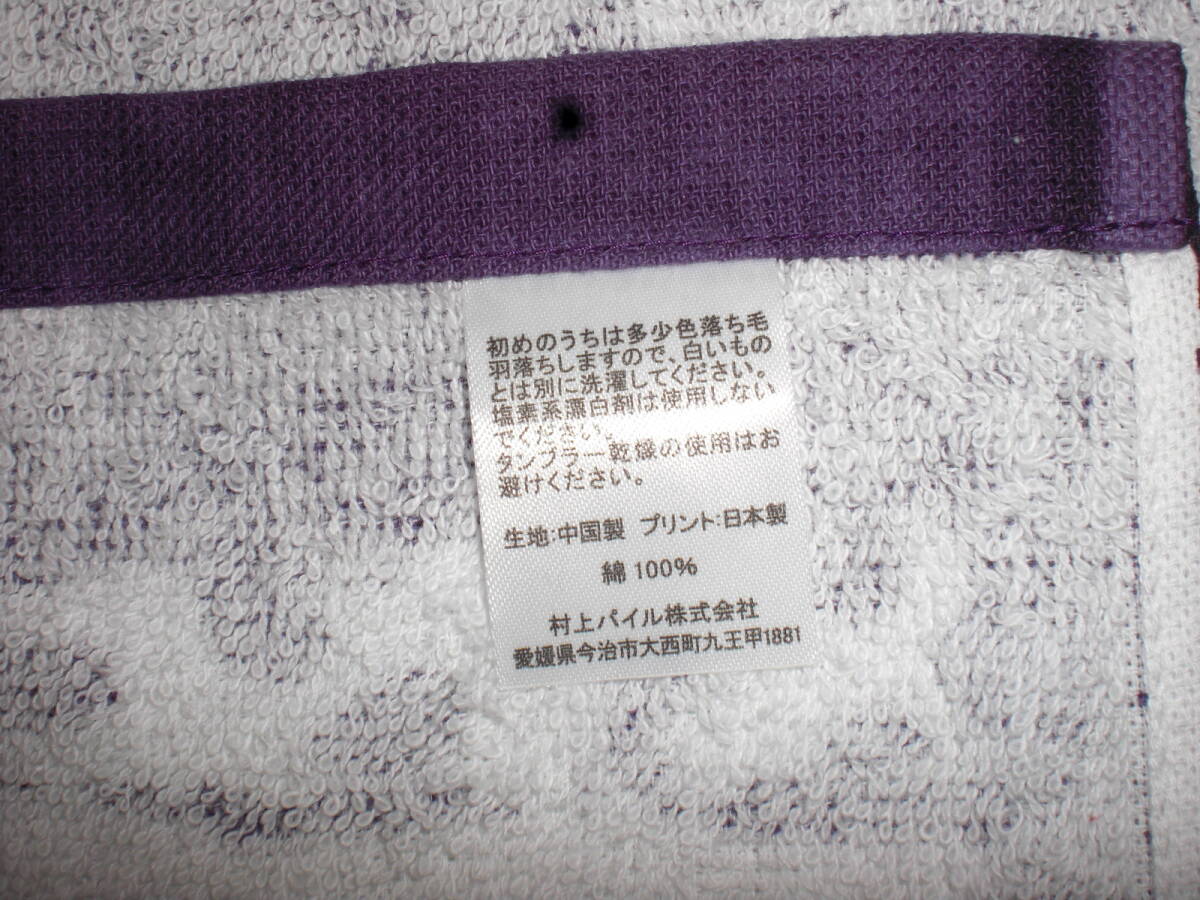 初めのうちは多少色落ち毛
羽落ちしますので、白いもの
とは別に洗濯してください。
塩素系漂白剤は使用しない
でください。
タンブラー乾燥の使用はお
避けください。
生地:中国製 プリント:日本製
綿 100%
村上パイル株式会社
愛媛県今治市大西町九王甲1881